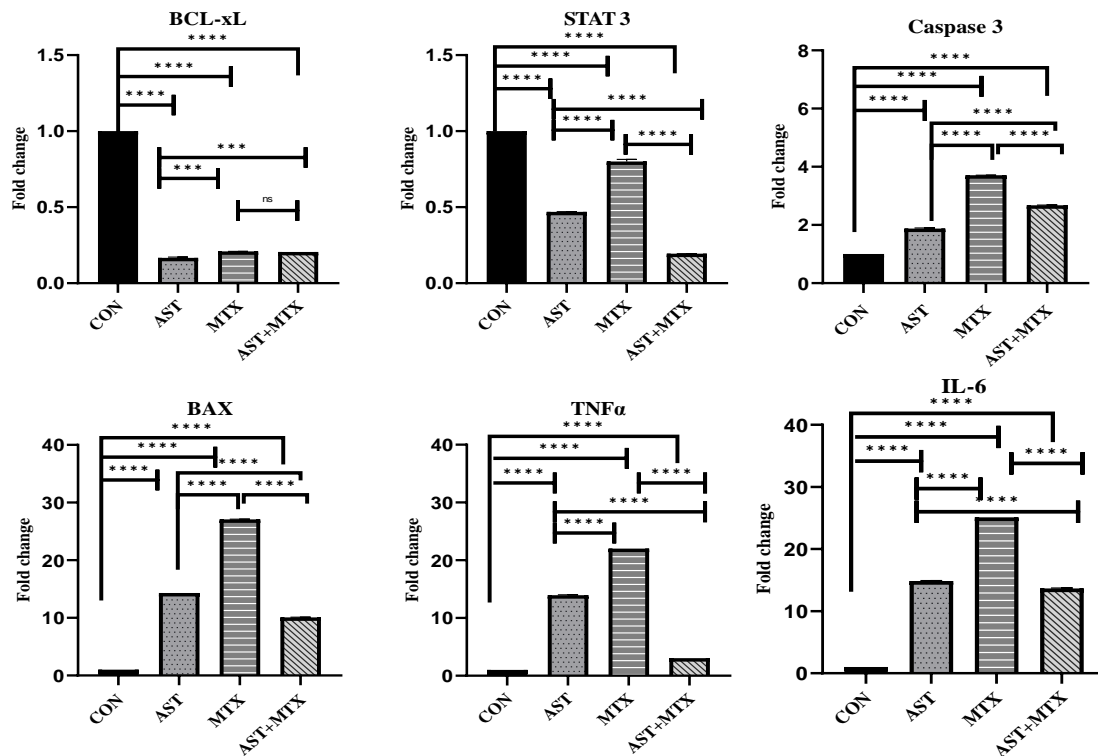 BCL-xL
Fold change
1.5
1.0
0.5
0.0
****
****
****
***
***
ns
CON
AST
MTX
AST+MTX
STAT 3
Fold change
1.5
1.0
0.5
0.0
****
****
****
****
****
****
CON
AST
MTX
AST+MTX
Caspase 3
Fold change
8
6
4
2
0
****
****
****
****
****
****
CON
AST
MTX
AST+MTX
BAX
Fold change
40
30
20
10
0
****
****
****
****
****
****
CON
AST
MTX
AST+MTX
TNFα
Fold change
40
30
20
10
0
****
****
****
****
****
****
CON
AST
MTX
AST+MTX
IL-6
Fold change
40
30
20
10
0
****
****
****
****
****
****
CON
AST
MTX
AST+MTX